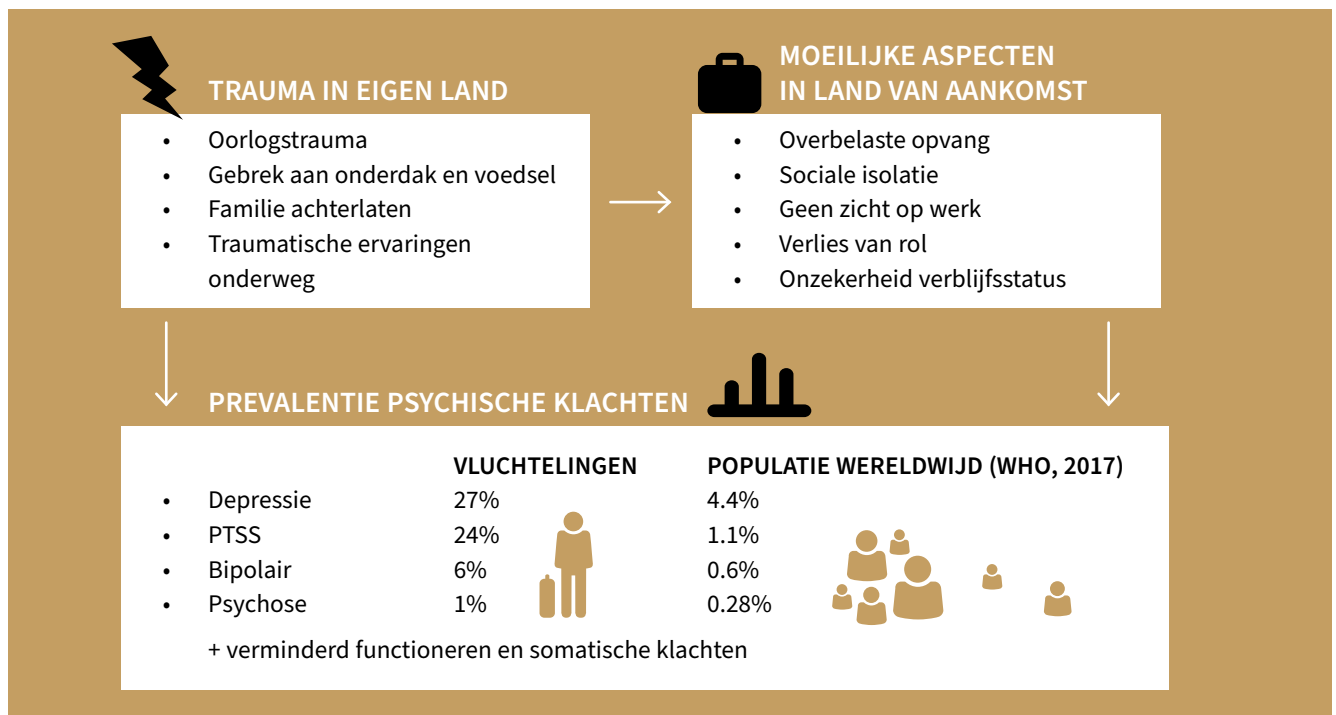 TRAUMA IN EIGEN LAND
• Oorlogstrauma
• Gebrek aan onderdak en voedsel
• Familie achterlaten
• Traumatische ervaringen
onderweg
MOEILIJKE ASPECTEN
IN LAND VAN AANKOMST
• Overbelaste opvang
• Sociale isolatie
• Geen zicht op werk
• Verlies van rol
• Onzekerheid verblijfsstatus
PREVALENTIE PSYCHISCHE KLACHTEN
VLUCHTELINGEN POPULATIE WERELDWIJD (WHO, 2017)
• Depressie 27% 4.4%
• PTSS 24% 1.1%
• Bipolair 6% 0.6%
• Psychose 1% 0.28%
+ verminderd functioneren en somatische klachten